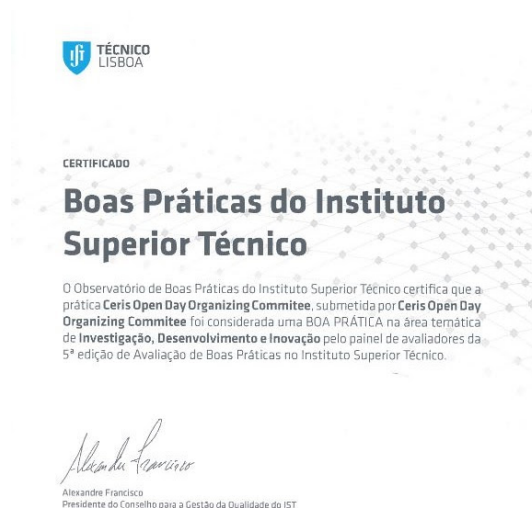 TÉCNICO
LISBOA
CERTIFICADO
Boas Práticas do Instituto
Superior Técnico
O Observatório de Boas Práticas do Instituto Superior Técnico certifica que a
prática Ceris Open Day Organizing Commitee, submetida por Ceris Open Day
Organizing Commitee foi considerada uma BOA PRÁTICA na área temática
de Investigação, Desenvolvimento e Inovação pelo painel de avaliadores da
5ª edição de Avaliação de Boas Práticas no Instituto Superior Técnico.
Alexandre Francisco
Alexandre Francisco
Presidente do Conselho para a Gestão da Qualidade do IST